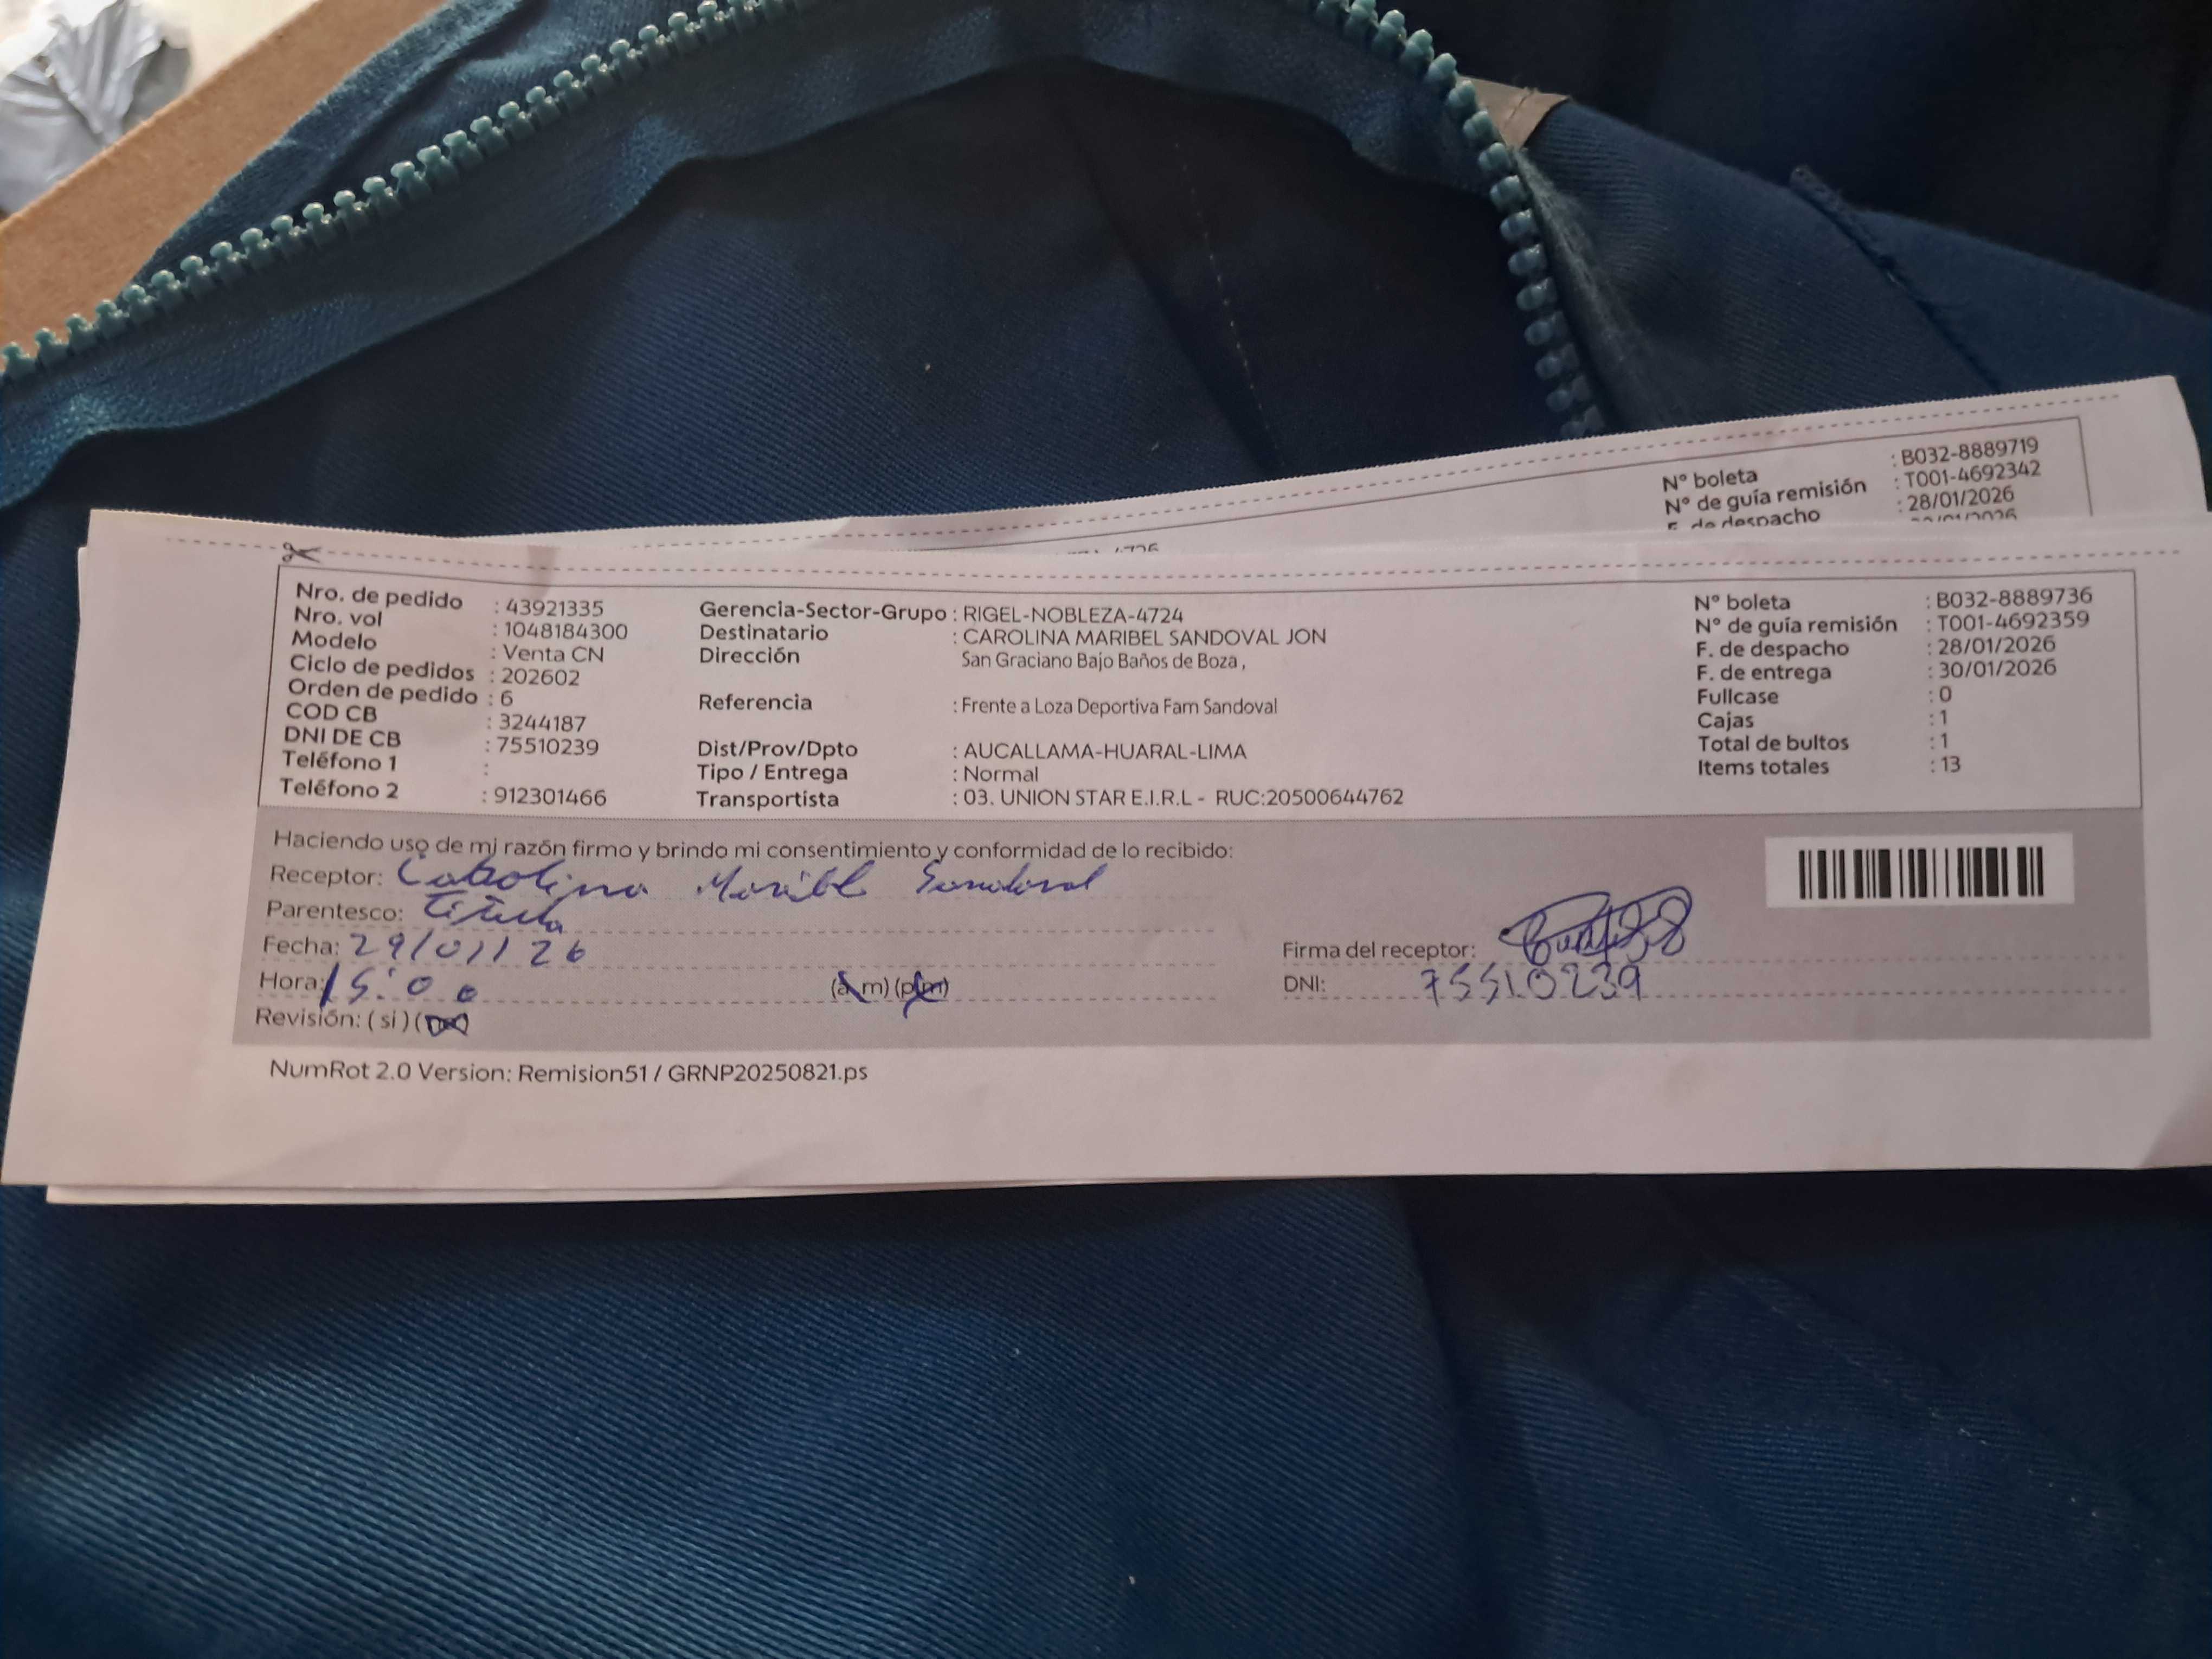 Nº boleta : B032-8889719
Nº de guía remisión : T001-4692342
F. de despacho : 28/01/2026
Nro. de pedido : 43921335
Nro. vol : 1048184300
Modelo : Venta CN
Ciclo de pedidos : 202602
Orden de pedido : 6
COD CB : 3244187
DNI DE CB : 75510239
Teléfono 1 :
Teléfono 2 : 912301466
Gerencia-Sector-Grupo : RIGEL-NOBLEZA-4724
Destinatario : CAROLINA MARIBEL SANDOVAL JON
Dirección San Graciano Bajo Baños de Boza ,
Referencia : Frente a Loza Deportiva Fam Sandoval
Dist/Prov/Dpto : AUCALLAMA-HUARAL-LIMA
Tipo / Entrega : Normal
Transportista : 03. UNION STAR E.I.R.L - RUC:20500644762
Nº boleta : B032-8889736
Nº de guía remisión : T001-4692359
F. de despacho : 28/01/2026
F. de entrega : 30/01/2026
Fullcase : 0
Cajas : 1
Total de bultos : 1
Items totales : 13
Haciendo uso de mi razón firmo y brindo mi consentimiento y conformidad de lo recibido:
Receptor: Carolina Maribl Sandoval
Parentesco: Titula
Fecha: 29/01/26
Hora: 15:00 (a. m) (p.m)
Revisión: ( si ) (no)
Firma del receptor:
DNI: 75510239
NumRot 2.0 Version: Remision51 / GRNP20250821.ps